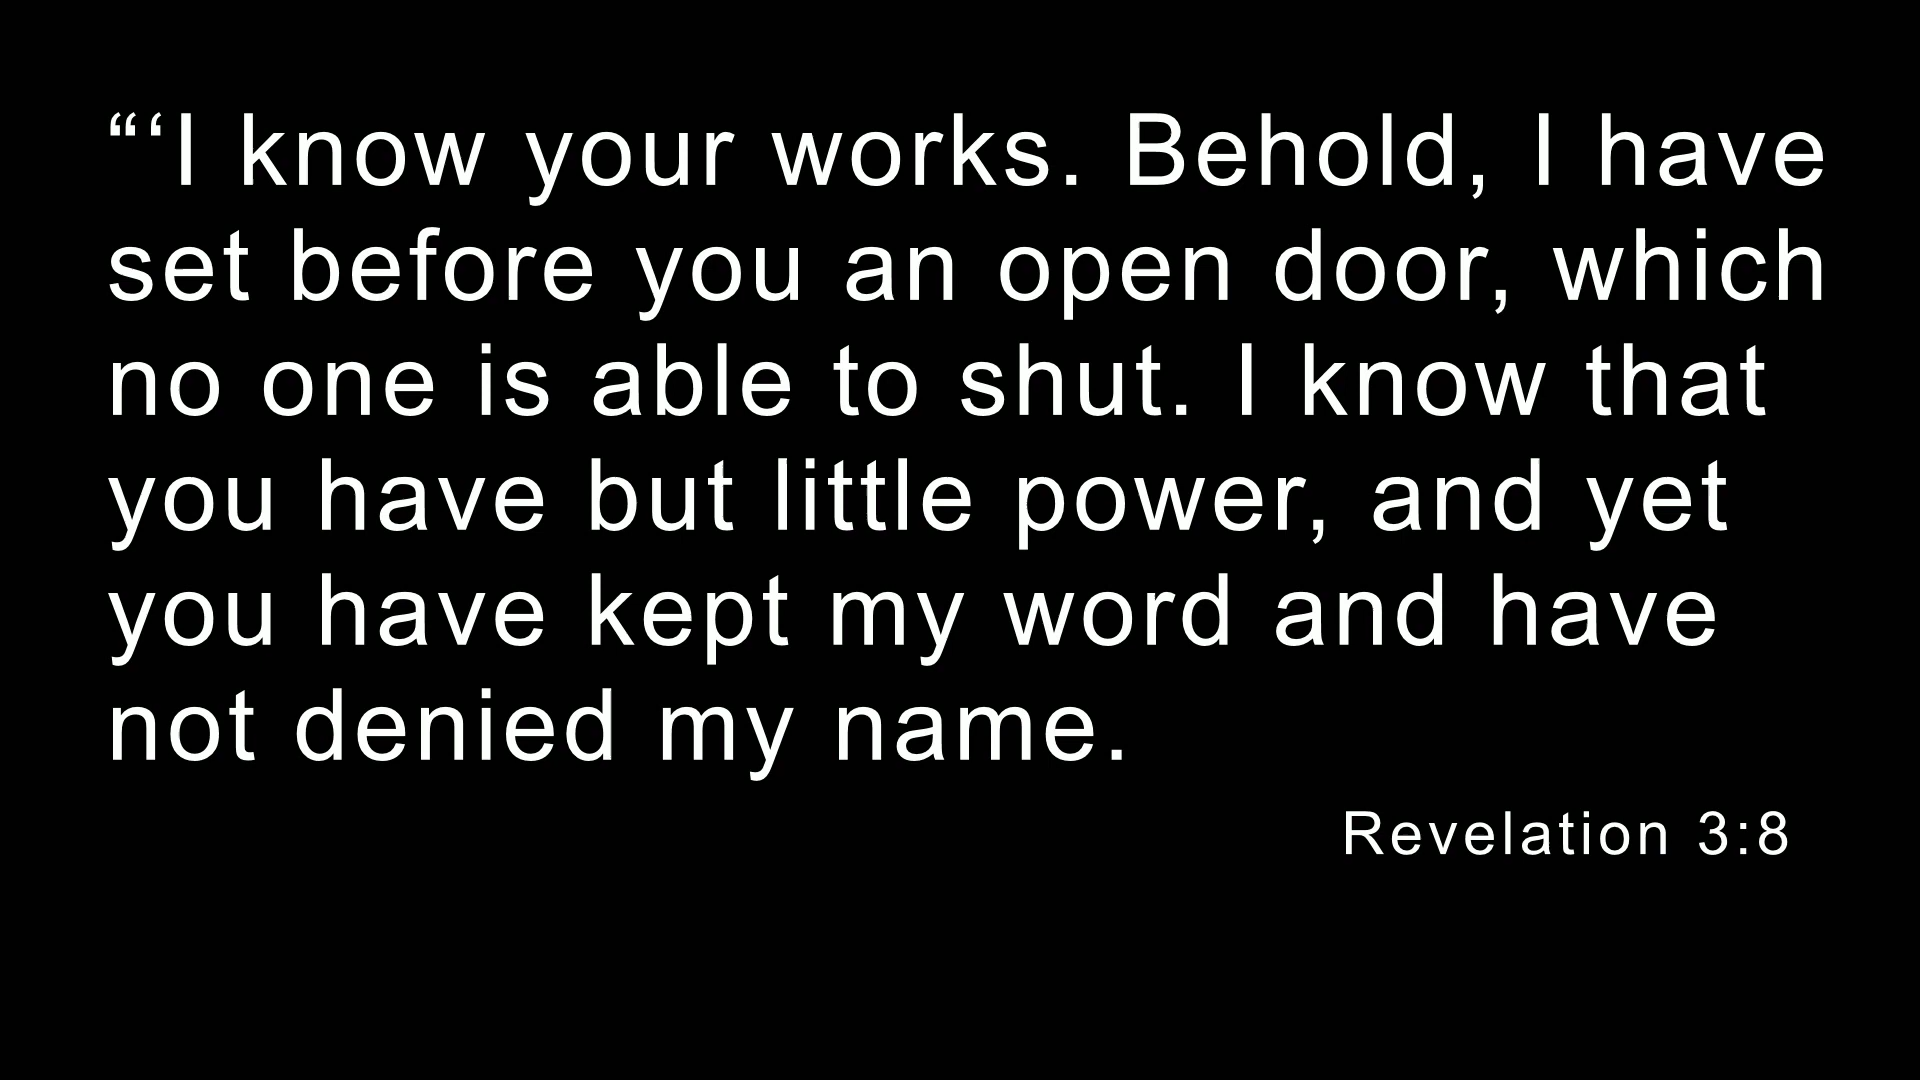 “‘I know your works. Behold, I have
set before you an open door, which
no one is able to shut. I know that
you have but little power, and yet
you have kept my word and have
not denied my name.
Revelation 3:8